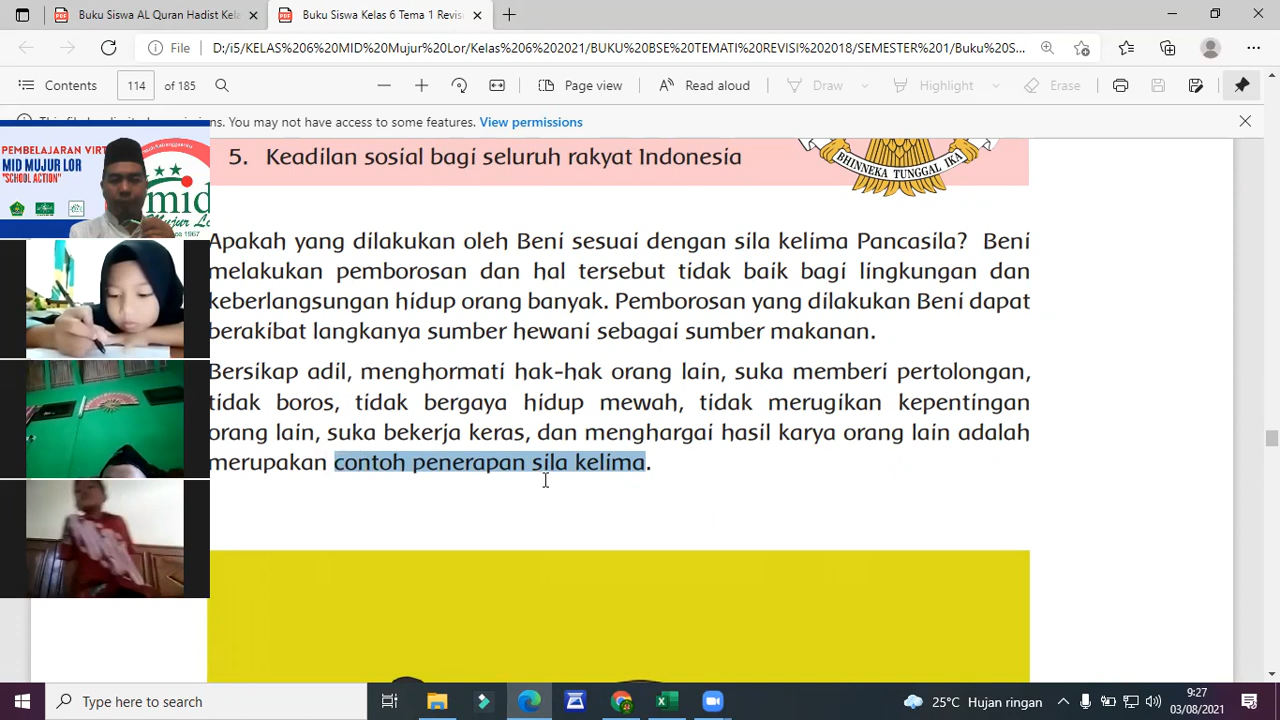 Buku Siswa AL Quran Hadis Kelas
Buku Siswa Kelas 6 Tema 1 Revis
File
D:/i5/KELAS%206%20MID%20Mujur%20Lor/Kelas%206%202021/BUKU%20BSE%20TEMATI%20REVISI%202018/SEMESTER%201/Buku%20S...
Contents
114
of 185
Page view
Read aloud
Draw
Highlight
Erase
You may not have access to some features. View permissions
PEMBELAJARAN VIRT
MID MUJUR LOR
"SCHOOL ACTION"
mid
5. Keadilan sosial bagi seluruh rakyat Indonesia
BHINNEKA TUNGGAL IKA
Apakah yang dilakukan oleh Beni sesuai dengan sila kelima Pancasila? Beni
melakukan pemborosan dan hal tersebut tidak baik bagi lingkungan dan
keberlangsungan hidup orang banyak. Pemborosan yang dilakukan Beni dapat
berakibat langkanya sumber hewani sebagai sumber makanan.
Bersikap adil, menghormati hak-hak orang lain, suka memberi pertolongan,
tidak boros, tidak bergaya hidup mewah, tidak merugikan kepentingan
orang lain, suka bekerja keras, dan menghargai hasil karya orang lain adalah
merupakan contoh penerapan sila kelima.
Type here to search
25°C Hujan ringan
9:27
03/08/2021